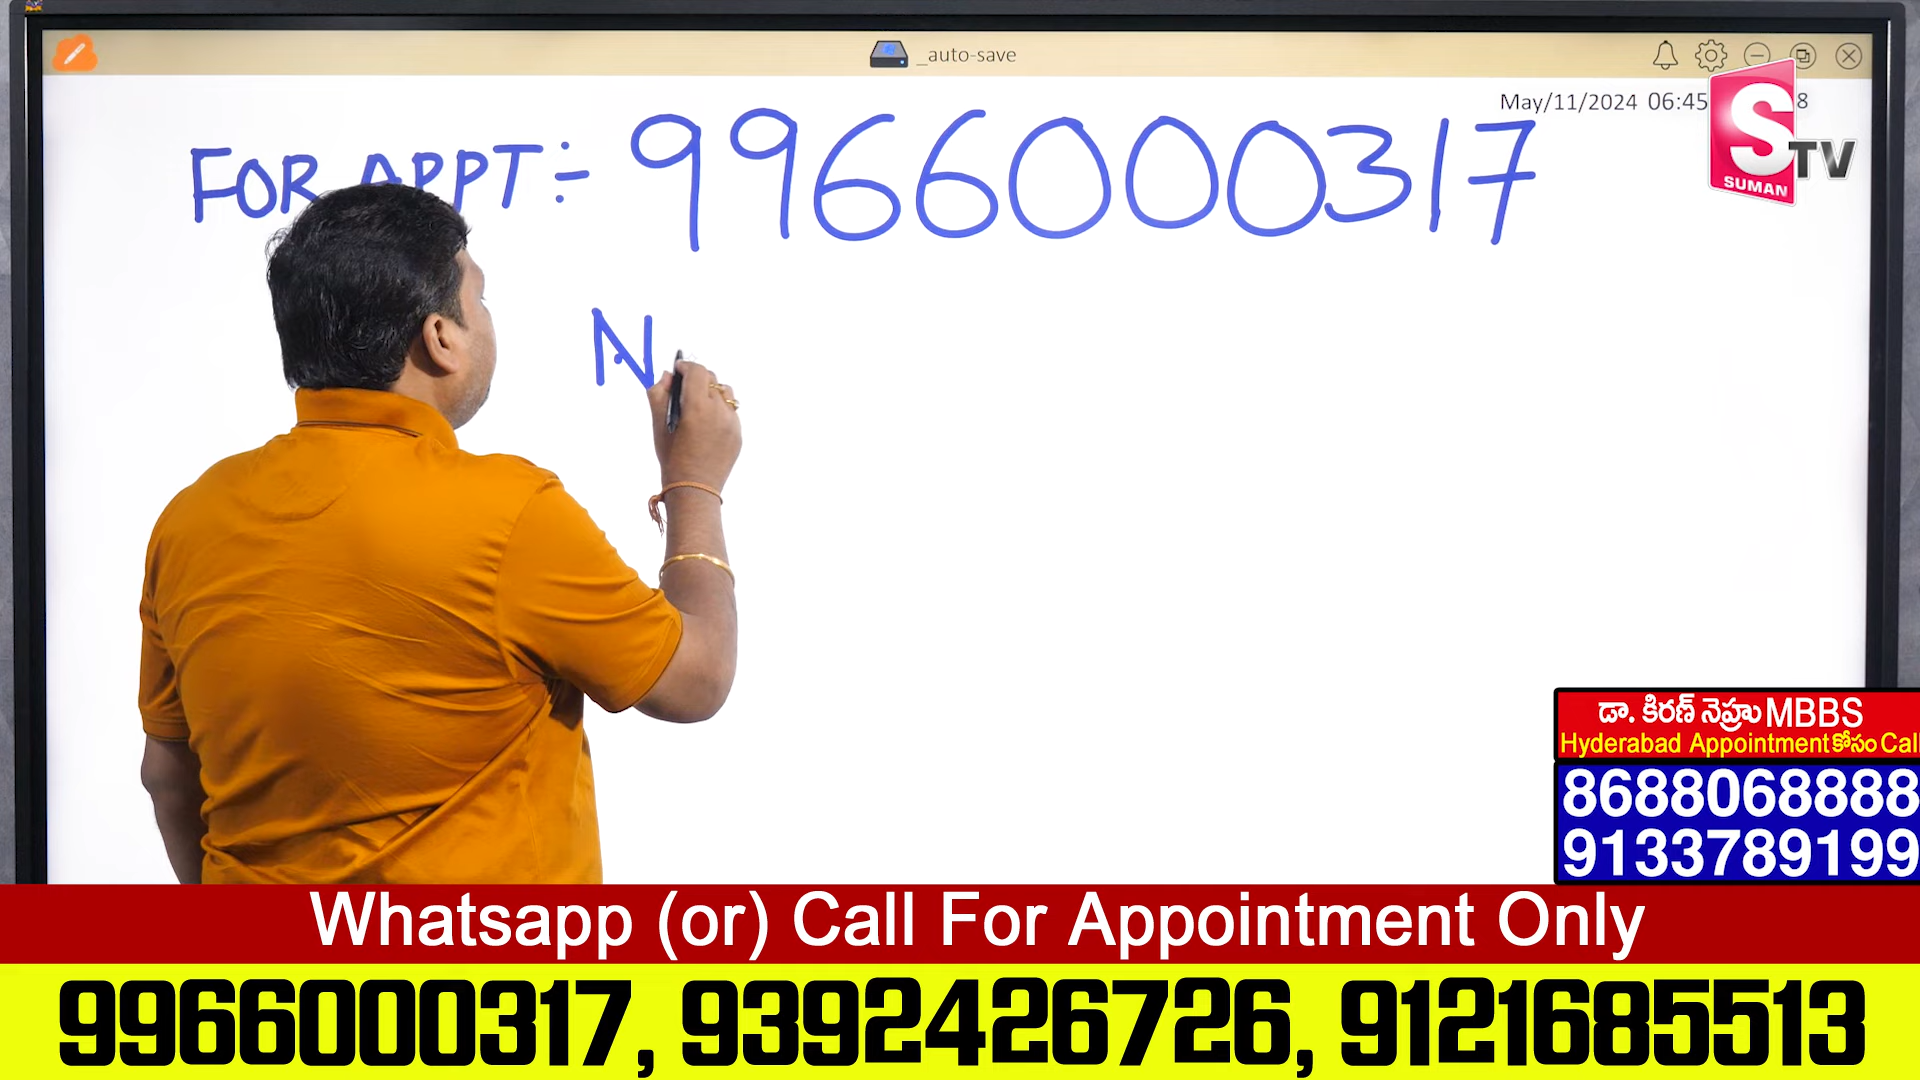 _auto-save
May/11/2024 06:45
8
S
TV
SUMAN
FOR APPT:- 9966000317
N
డా. కిరణ్ నెహ్రు MBBS
Hyderabad Appointment కోసం Call
8688068888
9133789199
Whatsapp (or) Call For Appointment Only
9966000317, 9392426726, 9121685513